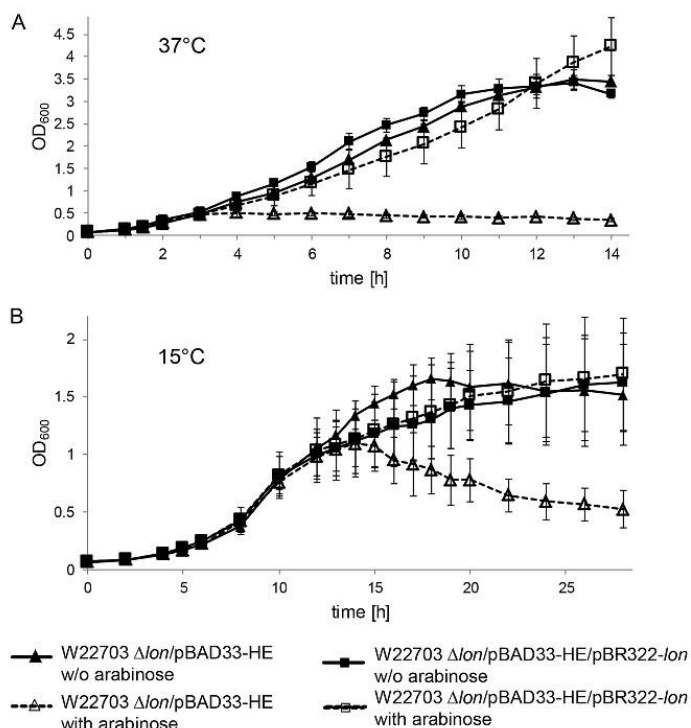 A
37°C
4.5
4
3.5
3
2.5
2
1.5
1
0.5
0
OD600
0 2 4 6 8 10 12 14
time [h]
B
15°C
2
1.5
1
0.5
0
OD600
0 5 10 15 20 25
time [h]
W22703 Δlon/pBAD33-HE
w/o arabinose
W22703 Δlon/pBAD33-HE/pBR322-lon
w/o arabinose
W22703 Δlon/pBAD33-HE
with arabinose
W22703 Δlon/pBAD33-HE/pBR322-lon
with arabinose